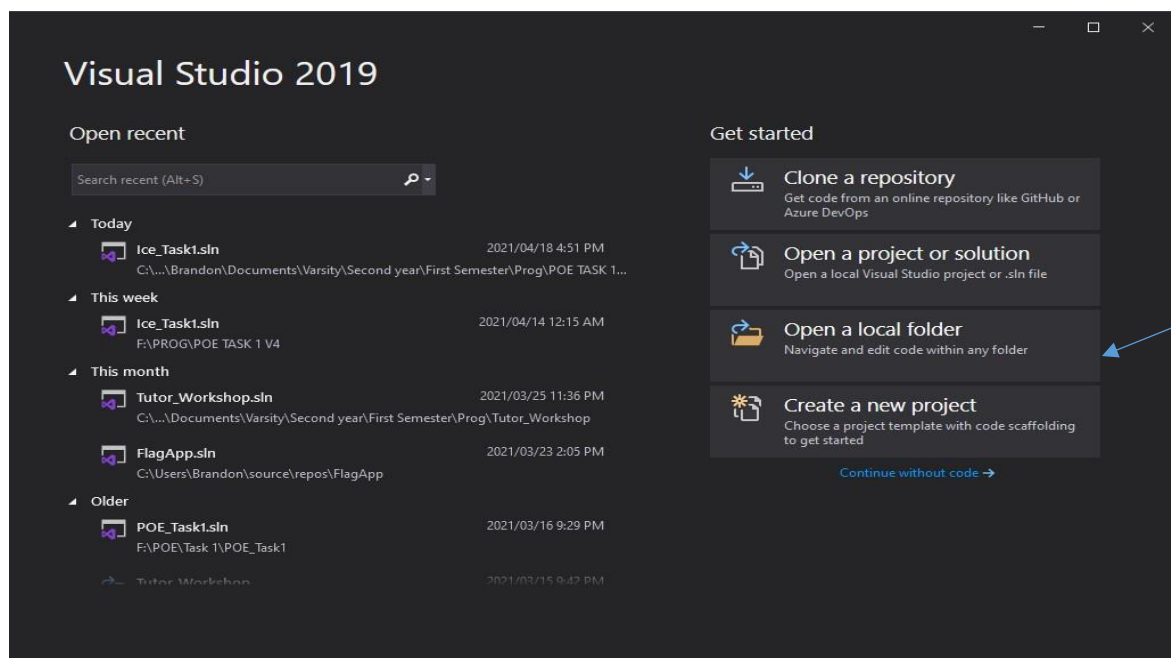 Visual Studio 2019
Open recent
Search recent (Alt+S)
Today
Ice_Task1.sln 2021/04/18 4:51 PM
C:\...\Brandon\Documents\Varsity\Second year\First Semester\Prog\POE TASK 1...
This week
Ice_Task1.sln 2021/04/14 12:15 AM
F:\PROG\POE TASK 1 V4
This month
Tutor_Workshop.sln 2021/03/25 11:36 PM
C:\...\Documents\Varsity\Second year\First Semester\Prog\Tutor_Workshop
FlagApp.sln 2021/03/23 2:05 PM
C:\Users\Brandon\source\repos\FlagApp
Older
POE_Task1.sln 2021/03/16 9:29 PM
F:\POE\Task 1\POE_Task1
Tutor_Workshop 2021/03/15 9:42 PM
Get started
Clone a repository
Get code from an online repository like GitHub or
Azure DevOps
Open a project or solution
Open a local Visual Studio project or .sln file
Open a local folder
Navigate and edit code within any folder
Create a new project
Choose a project template with code scaffolding
to get started
Continue without code →